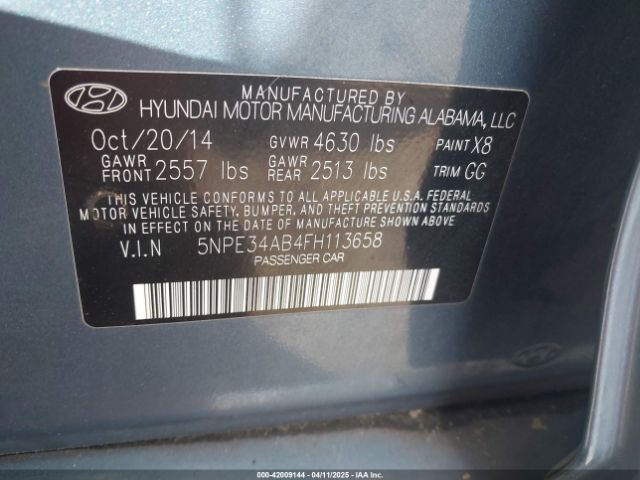 MANUFACTURED BY
HYUNDAI MOTOR MANUFACTURING ALABAMA, LLC
Oct/20/14 GVWR 4630 lbs PAINT X8
GAWR FRONT 2557 lbs GAWR REAR 2513 lbs TRIM GG
THIS VEHICLE CONFORMS TO ALL APPLICABLE U.S.A. FEDERAL
MOTOR VEHICLE SAFETY, BUMPER, AND THEFT PREVENTION STANDARDS
IN EFFECT ON THE DATE OF MANUFACTURE SHOWN ABOVE.
V.I.N 5NPE34AB4FH113658
PASSENGER CAR
000-42009144 - 04/11/2025 - IAAI Inc. (Copart)